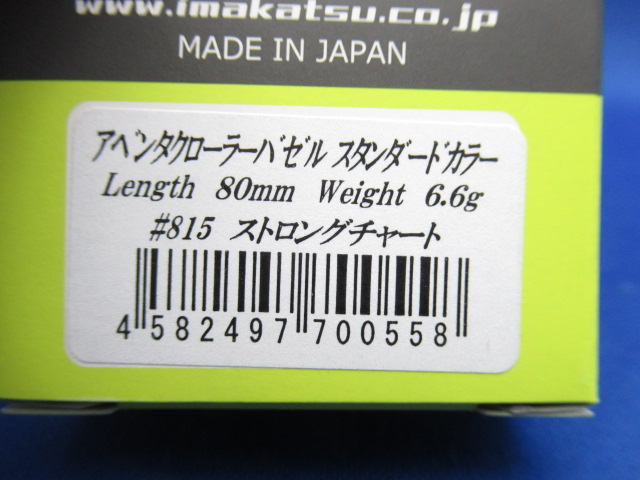 www.imakatsu.co.jp
MADE IN JAPAN
アベンタクローラーバゼル スタンダードカラー
Length 80mm Weight 6.6g
#815 ストロングチャート
4 582497 700558